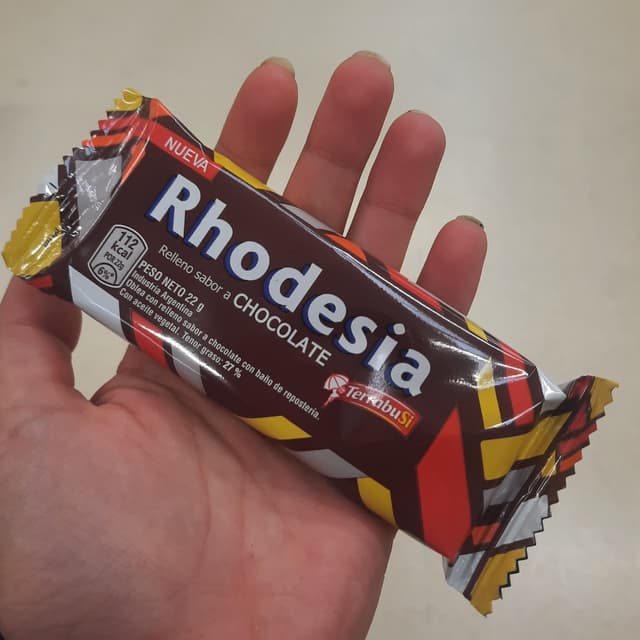 NUEVA
Rhodesia
Relleno sabor a CHOCOLATE
112
kcal
POR 22g
6%*
PESO NETO 22 g
Industria Argentina
Oblea con relleno sabor a chocolate con baño de repostería.
Con aceite vegetal. Tenor graso: 27 %
TerrabuSi